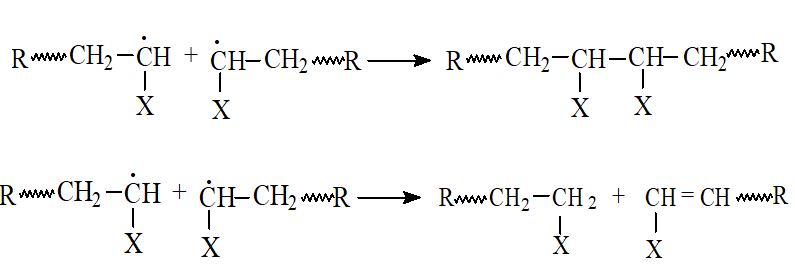 R CH2 ĊH + ĊH CH2 R R CH2 CH CH CH2 R
X X X X
R CH2 ĊH + ĊH CH2 R R CH2 CH2 + CH = CH R
X X X X